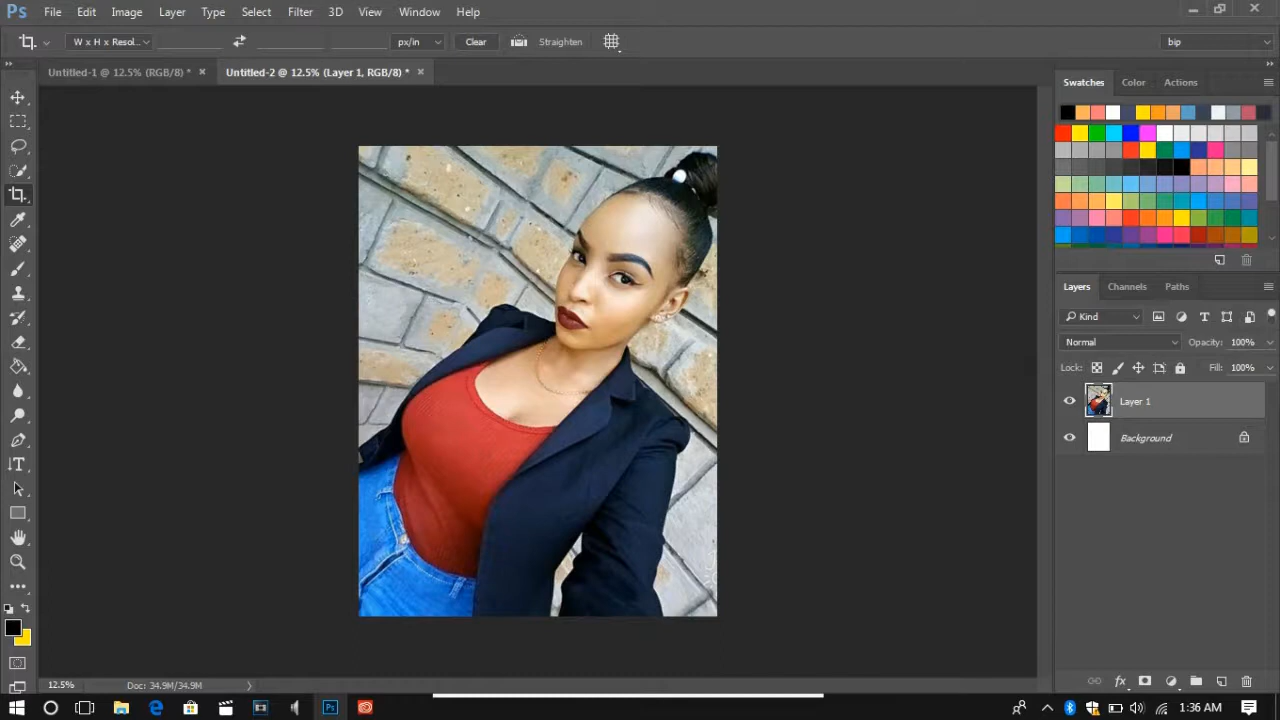 Ps File Edit Image Layer Type Select Filter 3D View Window Help
W x H x Resol... px/in Clear Straighten bip
Untitled-1 @ 12.5% (RGB/8) * × Untitled-2 @ 12.5% (Layer 1, RGB/8) * ×
Swatches Color Actions
Layers Channels Paths
Kind
Normal Opacity: 100%
Lock: Fill: 100%
Layer 1
Background
fx
12.5% Doc: 34.9M/34.9M
Ps 1:36 AM